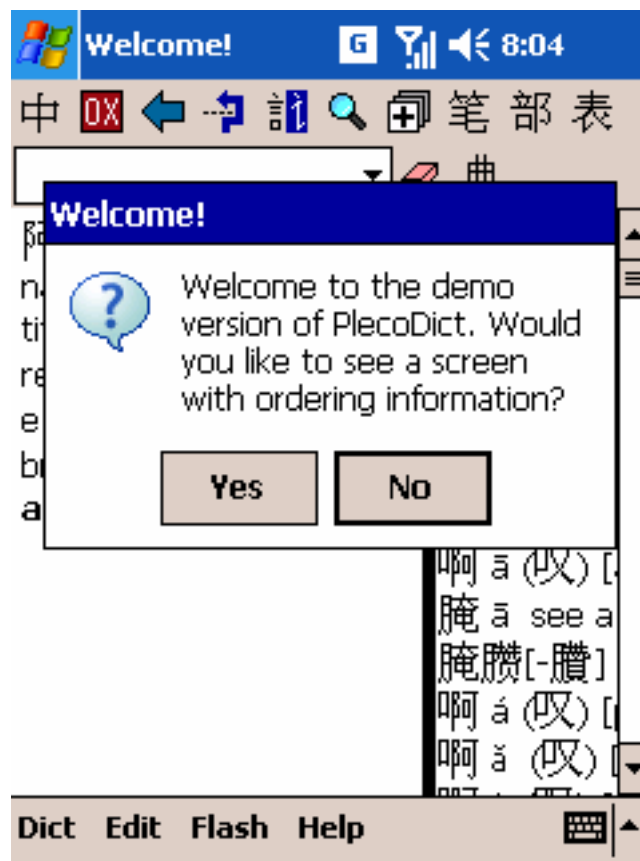 Welcome! G 8:04
中 OX 笔 部 表
典
Welcome!
Welcome to the demo
version of PlecoDict. Would
you like to see a screen
with ordering information?
Yes No
啊 ā (叹) [
腌 ā see a
腌臜[-臢]
啊 á (叹) [
啊 ǎ (叹) [
Dict Edit Flash Help